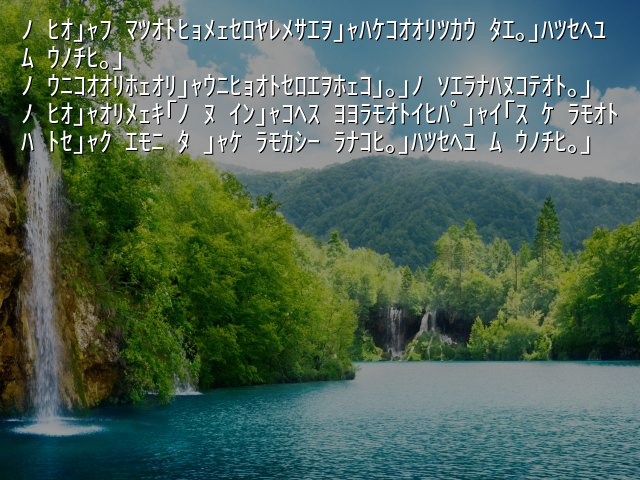 ﾉ ﾋｵ｣ｬﾌ ﾏﾂｵﾄﾋｮﾒｪｾﾛﾔﾚﾒｻｴｦ｣ｬﾊｹｺｵｵﾘﾂｶｳ ﾀｴ｡｣ﾊﾂｾﾍﾕ
ﾑ ｳﾉﾁﾋ｡｣
ﾉ ｳﾆｺｵｵﾘﾎｪｵﾘ｣ｬｳﾆﾋｮｵﾄｾﾛｴｦﾎｪｺ｣｡｣ﾉ ｿｴﾗﾅﾊﾇｺﾃｵﾄ｡｣
ﾉ ﾋｵ｣ｬｵﾘﾒｪｷ｢ﾉ ﾇ ｲﾝ｣ｬｺﾍｽ ﾖﾖﾗﾓｵﾄｲﾋﾊﾟ｣ｬｲ｢ｽ ｹ ﾗﾓｵﾄ
ﾊ ﾄｾ｣ｬｸ ｴﾓﾆ ﾀ ｣ｬｹ ﾗﾓｶｼｰ ﾗﾅｺﾋ｡｣ﾊﾂｾﾍﾕ ﾑ ｳﾉﾁﾋ｡｣